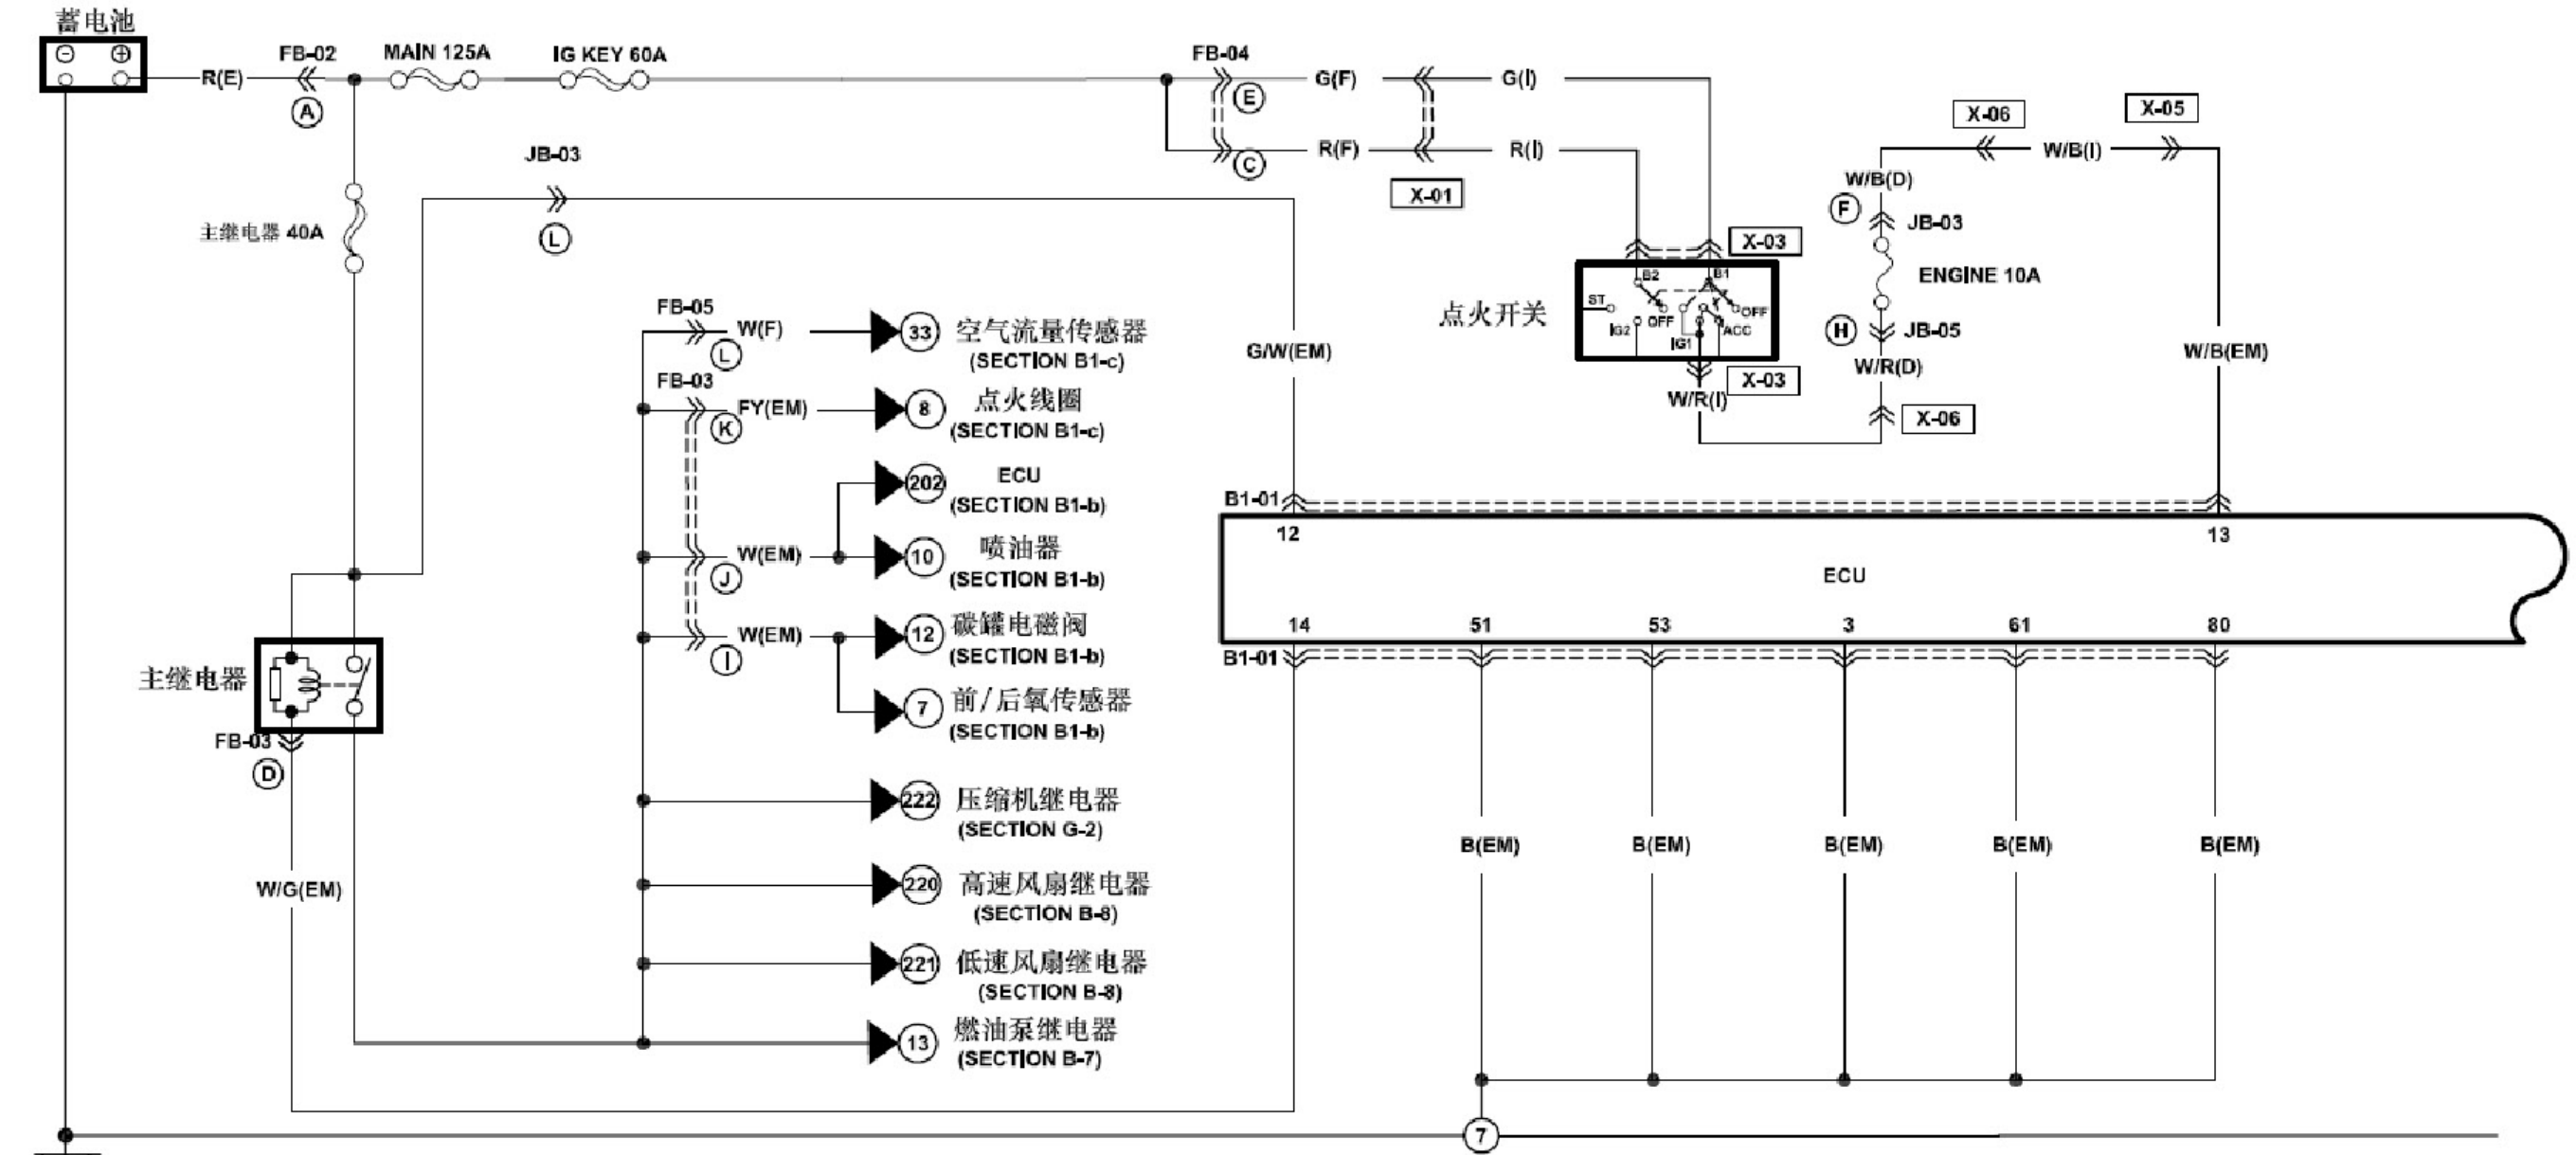 蓄电池
⊖ ⊕
R(E)
FB-02
A
MAIN 125A
IG KEY 60A
FB-04
E
G(F)
G(I)
C
R(F)
R(I)
X-01
JB-03
L
主继电器 40A
X-06
X-05
W/B(I)
W/B(D)
F
JB-03
ENGINE 10A
H
JB-05
W/R(D)
X-06
X-03
点火开关
B2
B1
ST
OFF
OFF
IG2
IG1
ACC
X-03
W/R(I)
G/W(EM)
W/B(EM)
FB-05
W(F)
L
33
空气流量传感器
(SECTION B1-c)
FB-03
FY(EM)
K
8
点火线圈
(SECTION B1-c)
202
ECU
(SECTION B1-b)
W(EM)
J
10
喷油器
(SECTION B1-b)
W(EM)
I
12
碳罐电磁阀
(SECTION B1-b)
7
前/后氧传感器
(SECTION B1-b)
222
压缩机继电器
(SECTION G-2)
220
高速风扇继电器
(SECTION B-8)
221
低速风扇继电器
(SECTION B-8)
13
燃油泵继电器
(SECTION B-7)
主继电器
FB-03
D
W/G(EM)
B1-01
12
13
ECU
14
51
53
3
61
80
B1-01
B(EM)
B(EM)
B(EM)
B(EM)
B(EM)
7